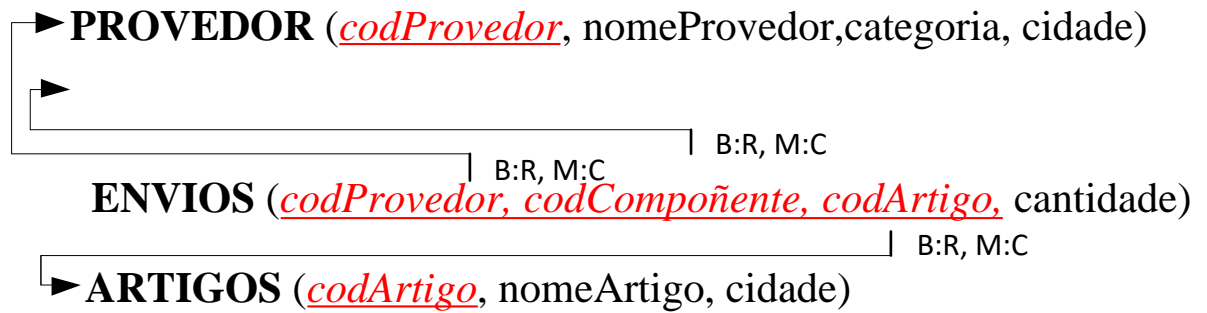 PROVEDOR (codProvedor, nomeProvedor,categoria, cidade)
B:R, M:C
B:R, M:C
ENVIOS (codProvedor, codCompoñente, codArtigo, cantidade)
B:R, M:C
ARTIGOS (codArtigo, nomeArtigo, cidade)